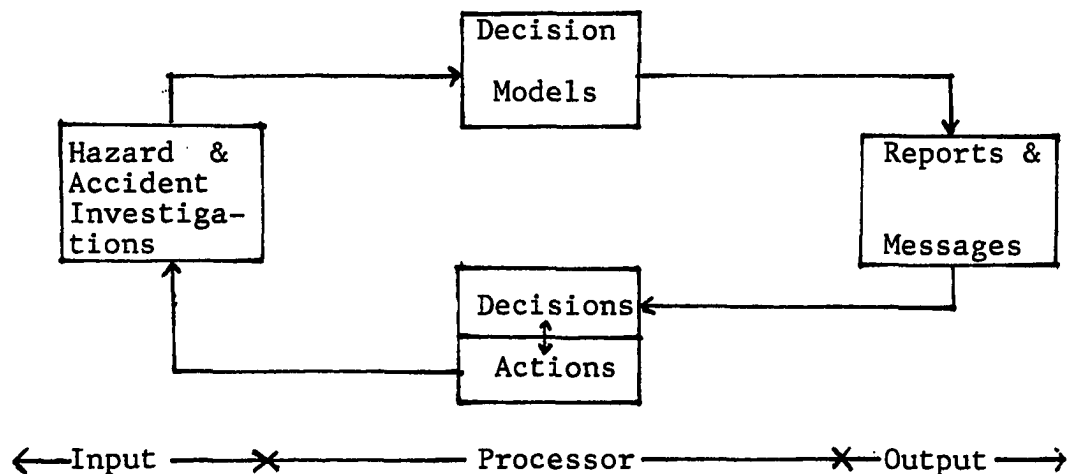 Decision
Models
Hazard &
Accident
Investiga-
tions
Reports &
Messages
Decisions
Actions
Input
Processor
Output